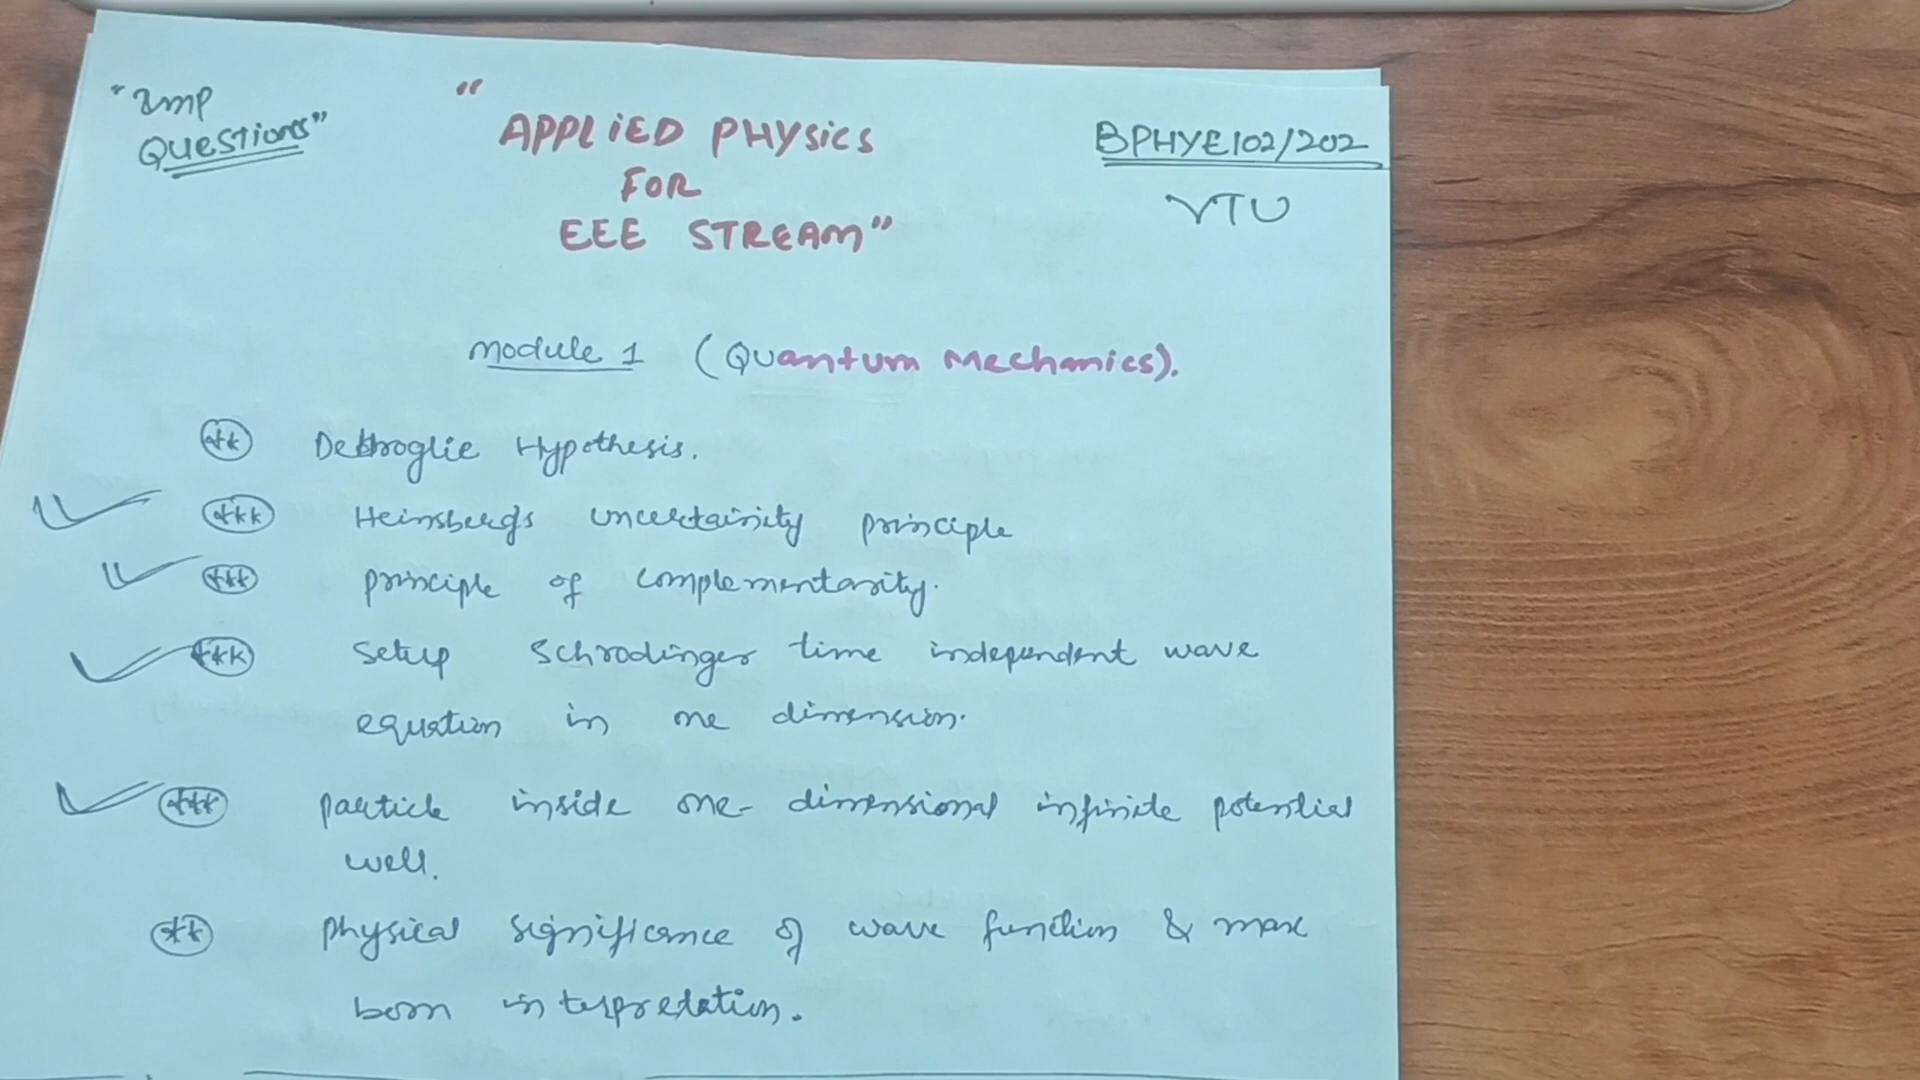 "Imp
Questions"
"APPLIED PHYSICS
FOR
EEE STREAM"
BPHYE102/202
VTU
Module 1 (Quantum Mechanics).
** Debroglie Hypothesis.
*** Heinsberg's uncertainity principle
*** principle of complementarity.
*** setup schrodinger time independent wave
equation in one dimension.
*** particle inside one-dimensional infinite potential
well.
** physical significance of wave function & max
born interpretation.